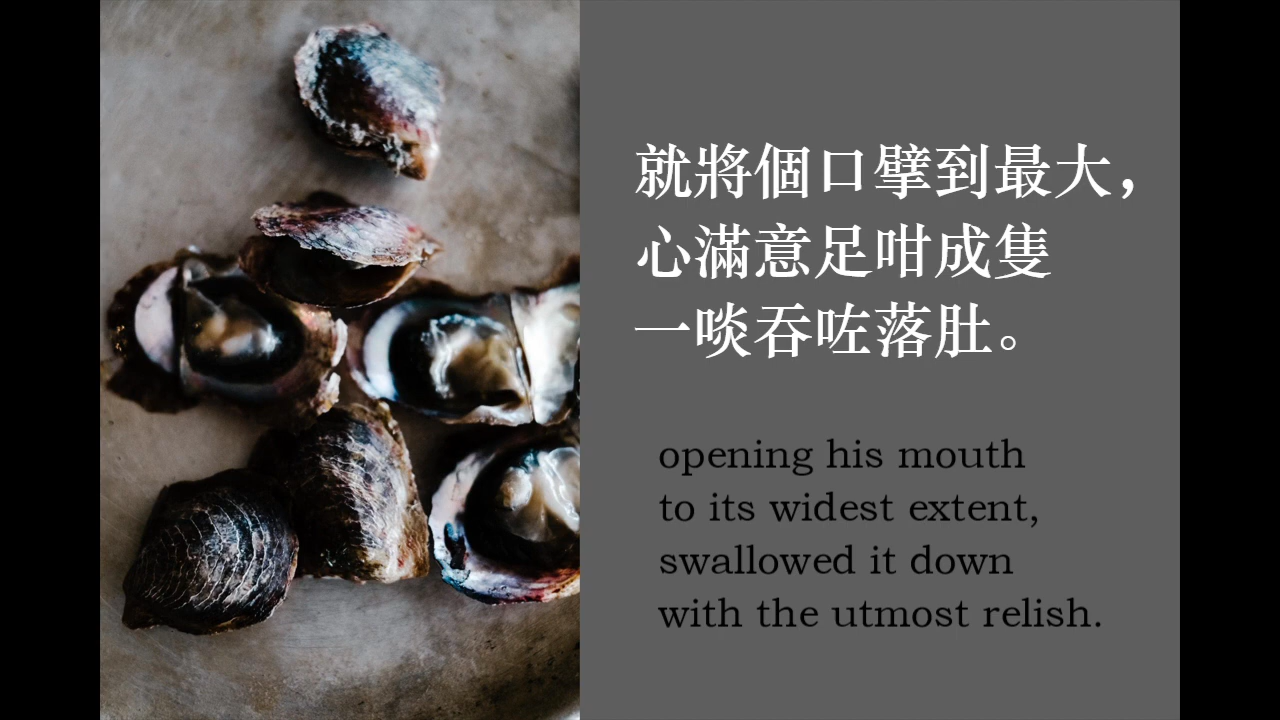 就將個口擘到最大，
心滿意足咁成隻
一啖吞咗落肚。
opening his mouth
to its widest extent,
swallowed it down
with the utmost relish.